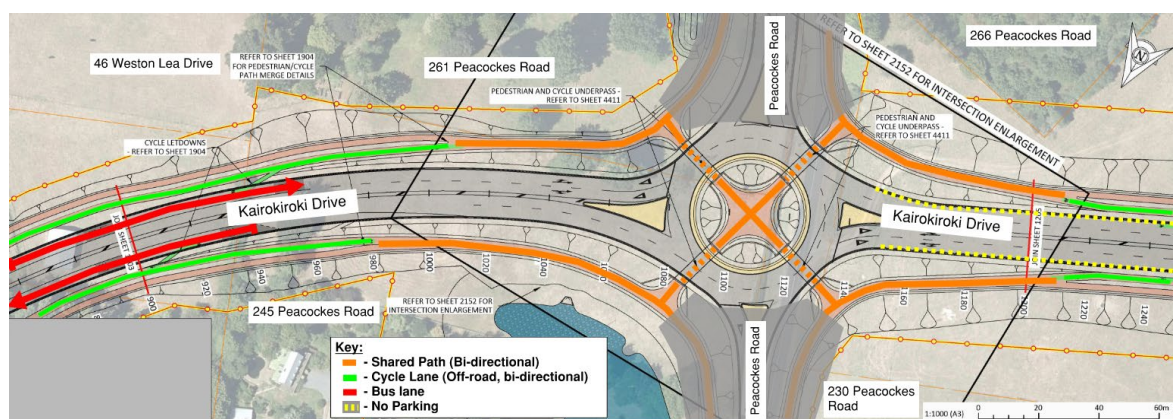 46 Weston Lea Drive
REFER TO SHEET 1904
FOR PEDESTRIAN/CYCLE
PATH MERGE DETAILS
261 Peacockes Road
PEDESTRIAN AND CYCLE UNDERPASS -
REFER TO SHEET 4411
Peacockes Road
REFER TO SHEET 2152 FOR INTERSECTION ENLARGEMENT
266 Peacockes Road
N
PEDESTRIAN
AND CYCLE UNDERPASS -
REFER TO SHEET 4411
CYCLE LETDOWNS
- REFER TO SHEET 1904
Kairokiroki Drive
Kairokiroki Drive
JOIN SHEET 1205
900
920
940
960
980
1000
1020
1040
1080
1100
1120
1140
1160
1180
1200
1220
1240
245 Peacockes Road
REFER TO SHEET 2152 FOR
INTERSECTION ENLARGEMENT
Peacockes Road
230 Peacockes
Road
Key:
- Shared Path (Bi-directional)
- Cycle Lane (Off-road, bi-directional)
- Bus lane
- No Parking
1:1000 (A3)
0 20 40 60m